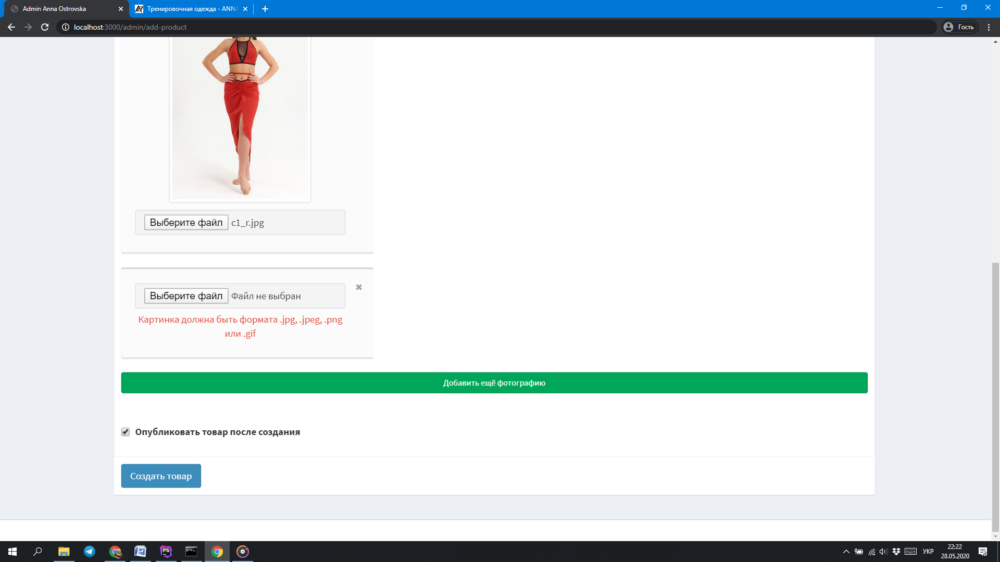 Admin Anna Ostrovska
Тренировочная одежда - ANNA
localhost:3000/admin/add-product
Гость
Выберите файл c1_r.jpg
Выберите файл Файл не выбран
Картинка должна быть формата .jpg, .jpeg, .png
или .gif
Добавить ещё фотографию
Опубликовать товар после создания
Создать товар
УКР
22:22
28.05.2020